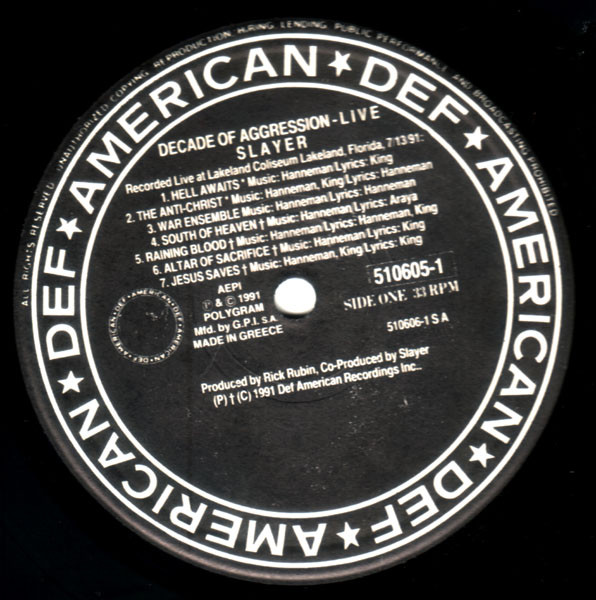 ALL RIGHTS RESERVED. UNAUTHORIZED COPYING REPRODUCTION HIRING LENDING PUBLIC PERFORMANCE AND BROADCASTING PROHIBITED
DEF ★ AMERICAN ★ DEF ★ AMERICAN ★ DEF ★ AMERICAN ★
DECADE OF AGGRESSION - LIVE
SLAYER
Recorded Live at Lakeland Coliseum Lakeland, Florida, 7/13 91:
1. HELL AWAITS * Music: Hanneman/Lyrics: King
2. THE ANTI-CHRIST * Music: Hanneman, King/Lyrics: Hanneman
3. WAR ENSEMBLE Music: Hanneman/Lyrics: Hanneman
4. SOUTH OF HEAVEN † Music: Hanneman/Lyrics: Araya
5. RAINING BLOOD † Music: Hanneman/Lyrics: Hanneman, King
6. ALTAR OF SACRIFICE † Music: Hanneman/Lyrics: King
7. JESUS SAVES † Music: Hanneman, King/Lyrics: King
AEPI
℗ & © 1991
POLYGRAM
Mfd. by G.P.I. s.A.
MADE IN GREECE
510605-1
SIDE ONE 33 RPM
510606-1 S A
DEF • AMERICAN • DEF • AMERICAN • DEF • AMERICAN •
Produced by Rick Rubin, Co-Produced by Slayer
(P) † (C) 1991 Def American Recordings Inc..